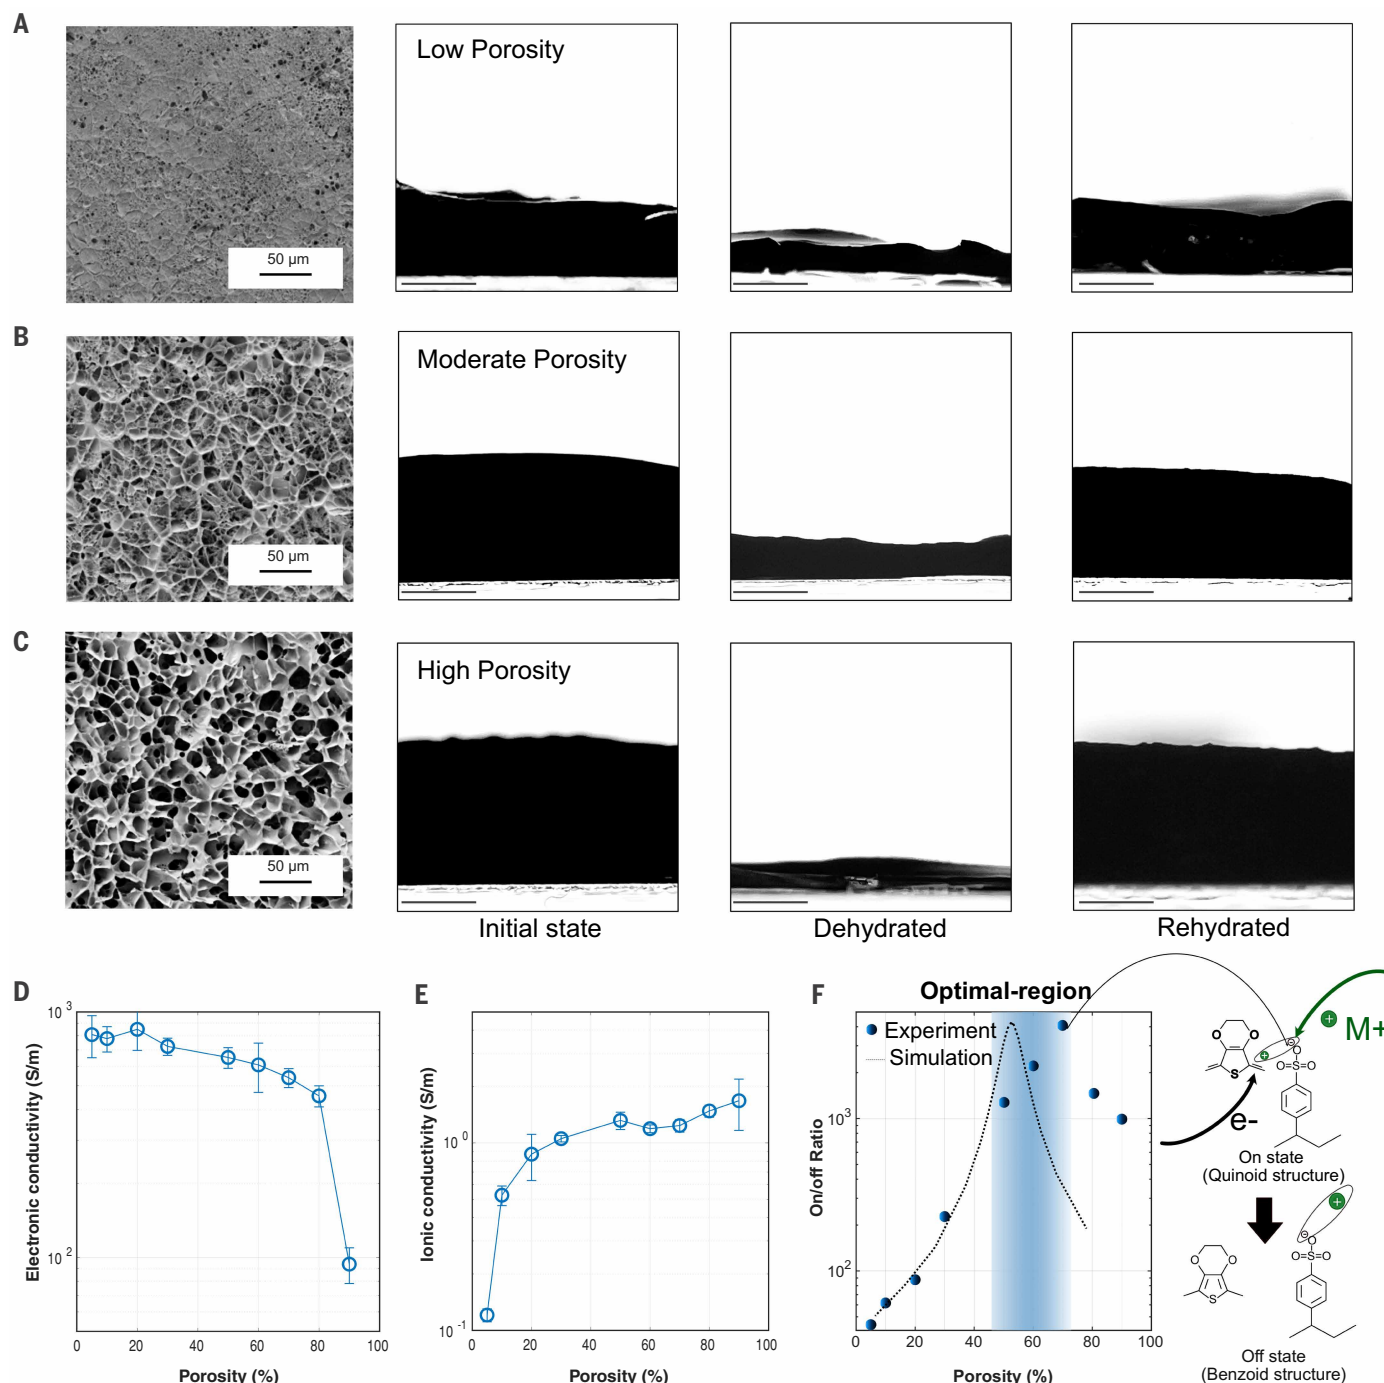 A
Low Porosity
50 µm
B
Moderate Porosity
50 µm
C
High Porosity
50 µm
Initial state
Dehydrated
Rehydrated
D
10 3
10 2
0
20
40
60
80
100
Electronic conductivity (S/m)
Porosity (%)
E
10 0
10 -1
0
20
40
60
80
100
Ionic conductivity (S/m)
Porosity (%)
F
Optimal-region
Experiment
Simulation
10 3
10 2
0
20
40
60
80
100
On/off Ratio
Porosity (%)
M+
+
O
O
S
+
⊖
O
O=S=O
e-
On state
(Quinoid structure)
+
⊖
O
O=S=O
O
O
S
Off state
(Benzoid structure)